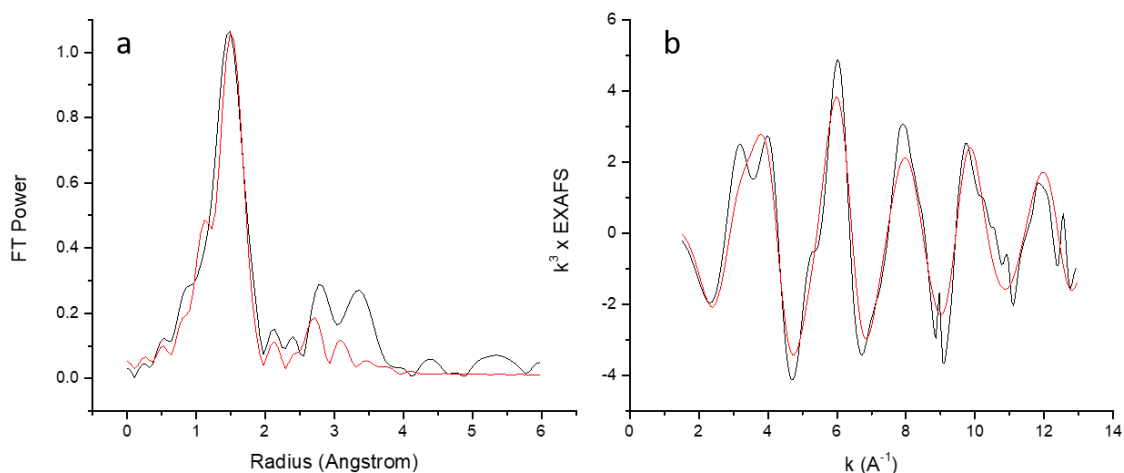 a
1.0
0.8
0.6
0.4
0.2
0.0
FT Power
0 1 2 3 4 5 6
Radius (Angstrom)
b
6
4
2
0
-2
-4
k³ x EXAFS
0 2 4 6 8 10 12 14
k (A⁻¹)